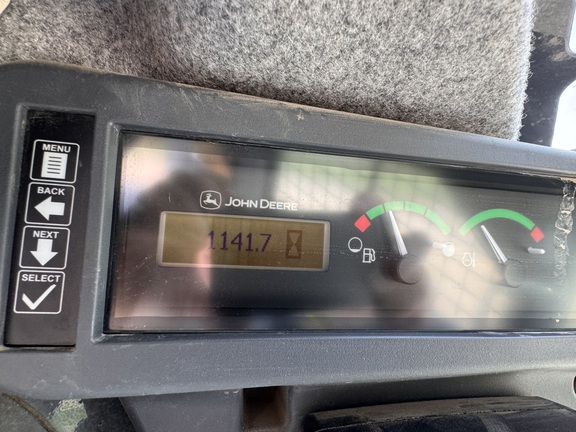 MENU
BACK
NEXT
SELECT
JOHN DEERE
1141.7